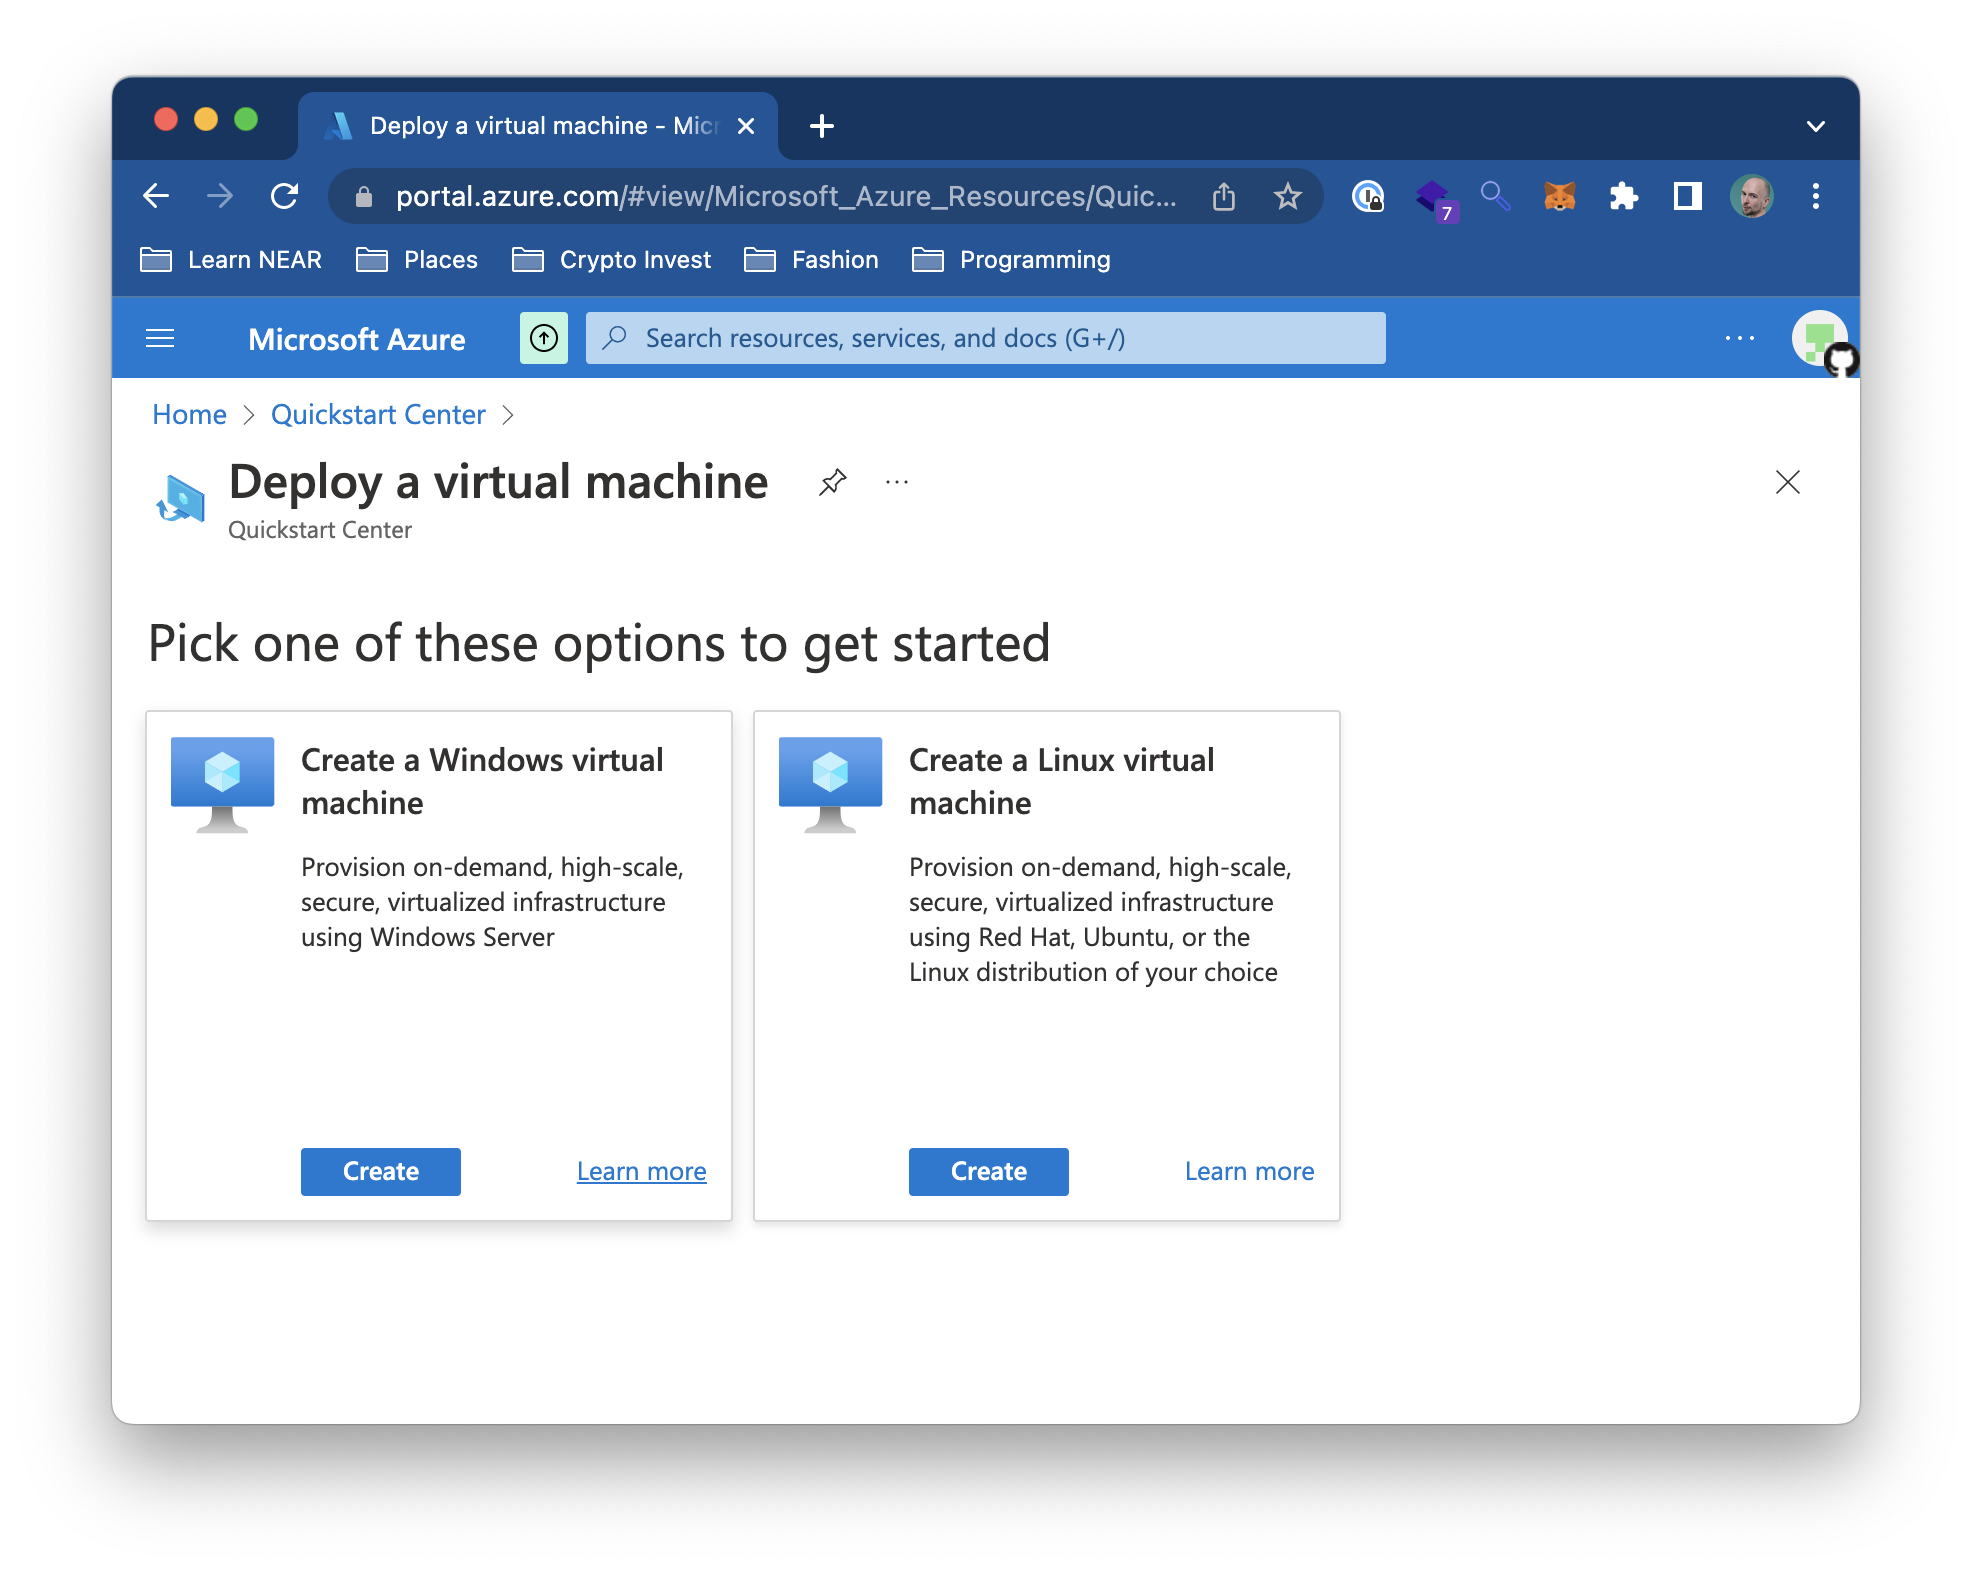 Deploy a virtual machine - Micr
portal.azure.com/#view/Microsoft_Azure_Resources/Quic...
7
Learn NEAR
Places
Crypto Invest
Fashion
Programming
Microsoft Azure
Search resources, services, and docs (G+/)
Home
Quickstart Center
Deploy a virtual machine
Quickstart Center
Pick one of these options to get started
Create a Windows virtual
machine
Provision on-demand, high-scale,
secure, virtualized infrastructure
using Windows Server
Create
Learn more
Create a Linux virtual
machine
Provision on-demand, high-scale,
secure, virtualized infrastructure
using Red Hat, Ubuntu, or the
Linux distribution of your choice
Create
Learn more